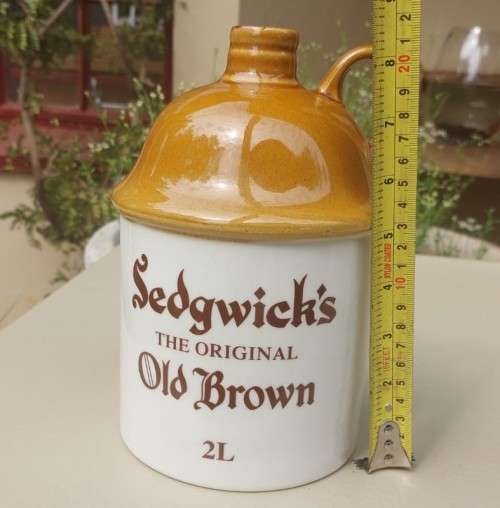 Sedgwick's
THE ORIGINAL
Old Brown
2L